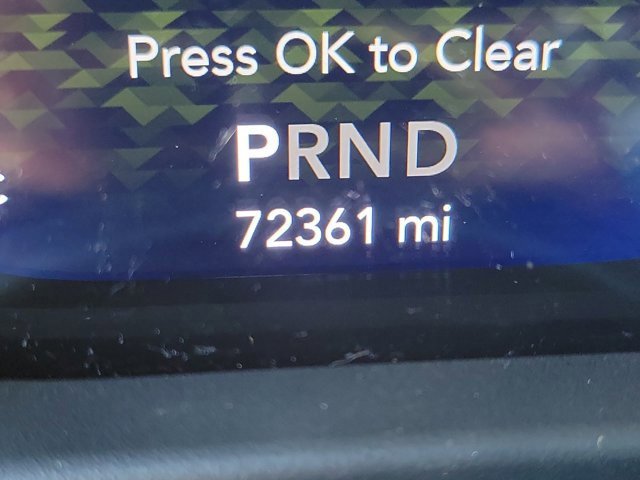 Press OK to Clear
PRND
72361 mi